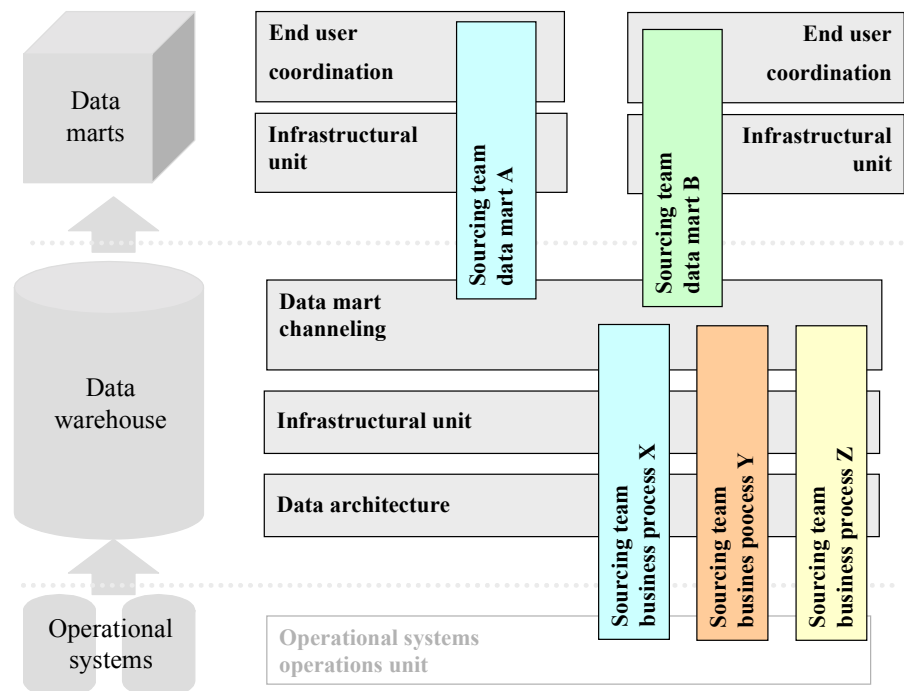 Data
marts
End user
coordination
Infrastructural
unit
Sourcing team
data mart A
End user
coordination
Infrastructural
unit
Sourcing team
data mart B
Data
warehouse
Data mart
channeling
Infrastructural unit
Data architecture
Sourcing team
business process X
Sourcing team
busines poocess Y
Sourcing team
business process Z
Operational
systems
Operational systems
operations unit